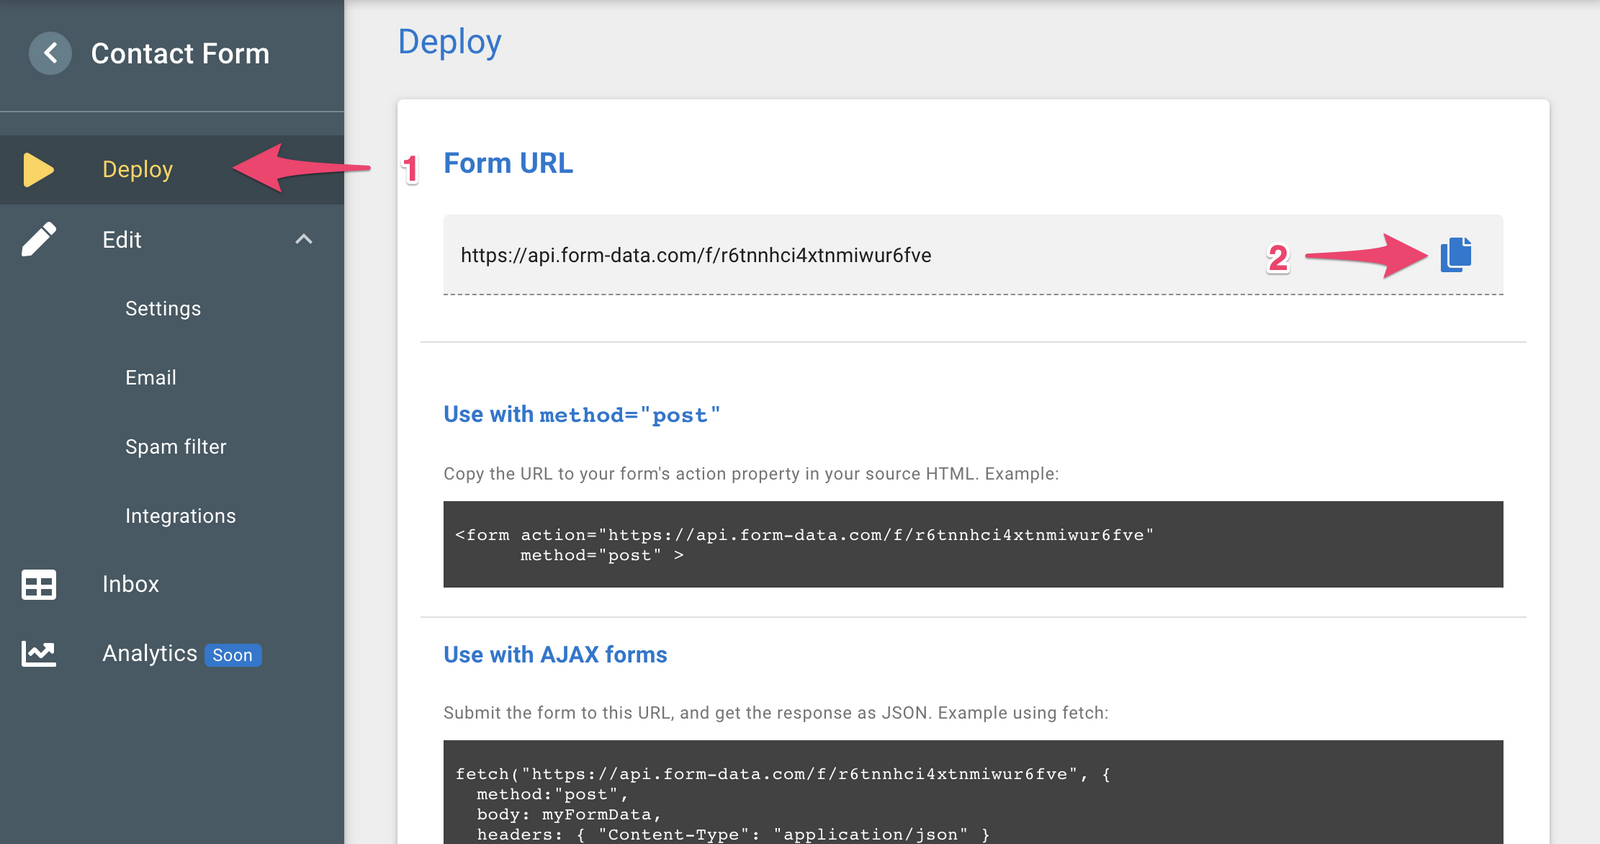 Contact Form
Deploy
Edit
Settings
Email
Spam filter
Integrations
Inbox
Analytics Soon
Deploy
1
Form URL
https://api.form-data.com/f/r6tnnhci4xtnmiwur6fve
2
Use with method="post"
Copy the URL to your form's action property in your source HTML. Example:
<form action="https://api.form-data.com/f/r6tnnhci4xtnmiwur6fve"
method="post" >
Use with AJAX forms
Submit the form to this URL, and get the response as JSON. Example using fetch:
fetch("https://api.form-data.com/f/r6tnnhci4xtnmiwur6fve", {
method:"post",
body: myFormData,
headers: { "Content-Type": "application/json" }